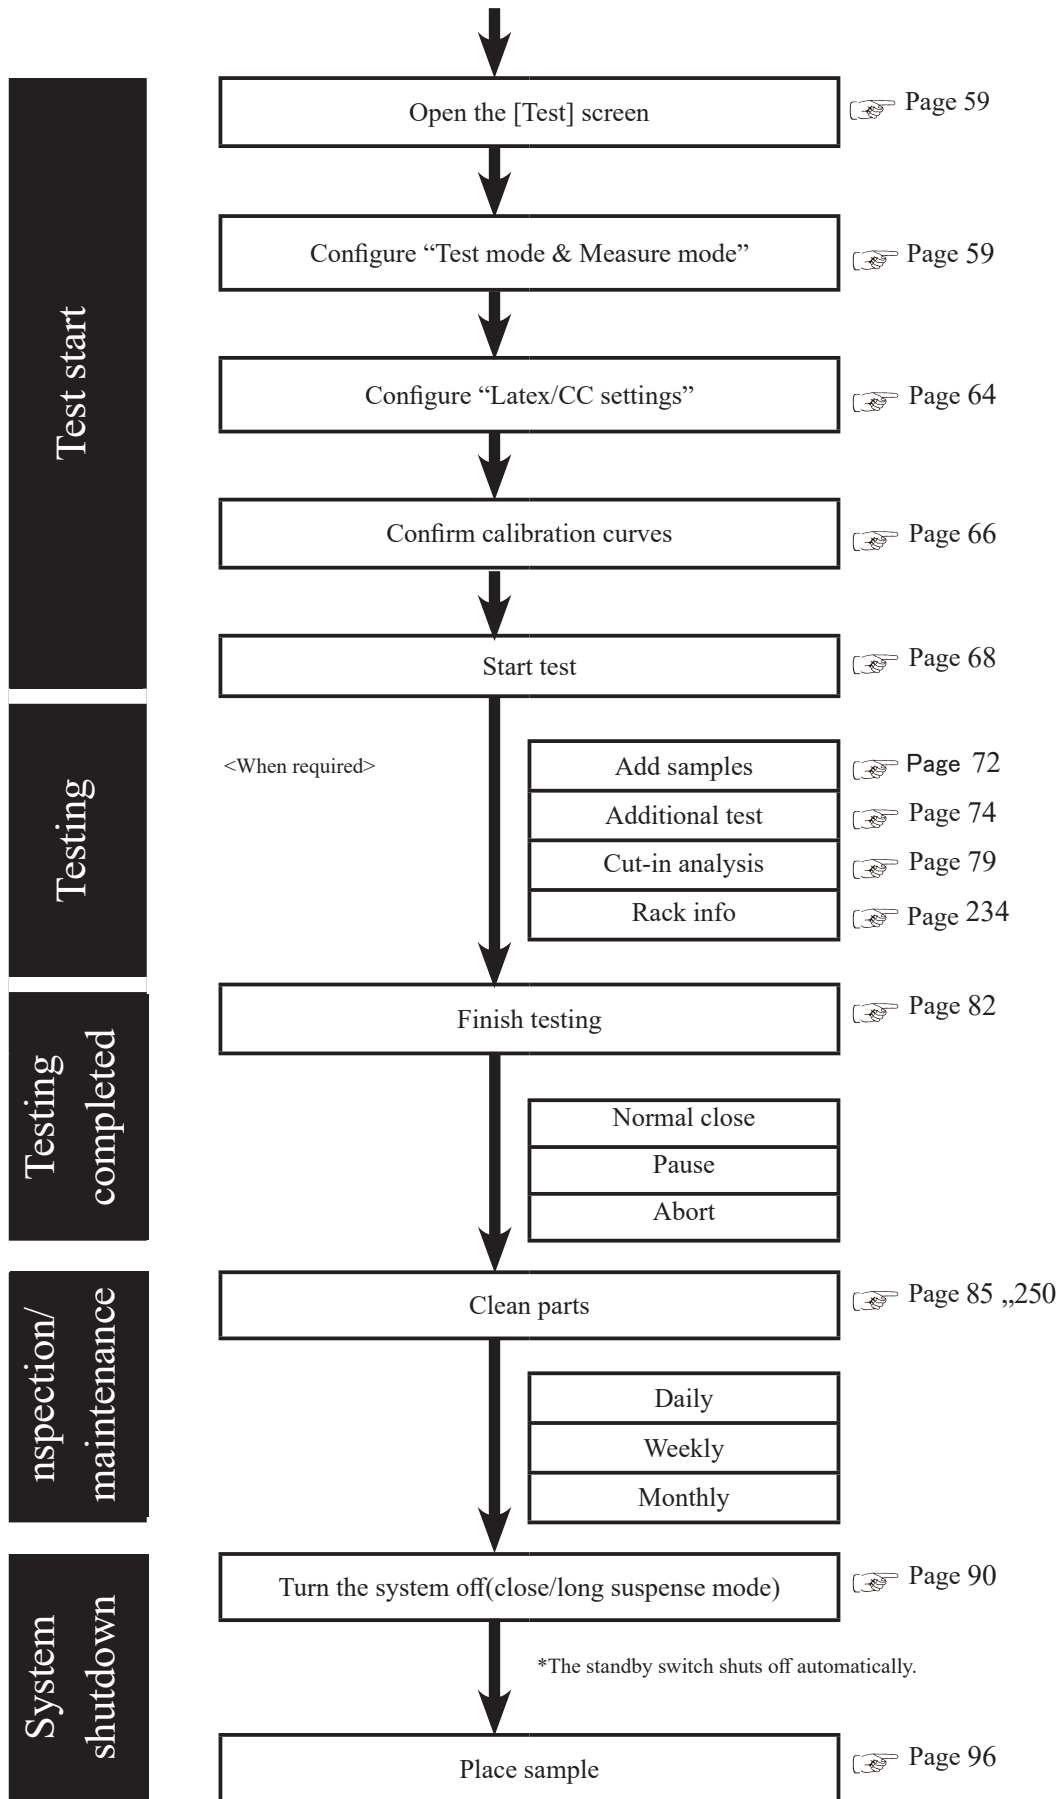 Test start
Open the [Test] screen
Page 59
Configure “Test mode & Measure mode”
Page 59
Configure “Latex/CC settings”
Page 64
Confirm calibration curves
Page 66
Start test
Page 68
Testing
<When required>
Add samples
Page 72
Additional test
Page 74
Cut-in analysis
Page 79
Rack info
Page 234
Testing
completed
Finish testing
Page 82
Normal close
Pause
Abort
nspection/
maintenance
Clean parts
Page 85 „250
Daily
Weekly
Monthly
System
shutdown
Turn the system off(close/long suspense mode)
Page 90
*The standby switch shuts off automatically.
Place sample
Page 96